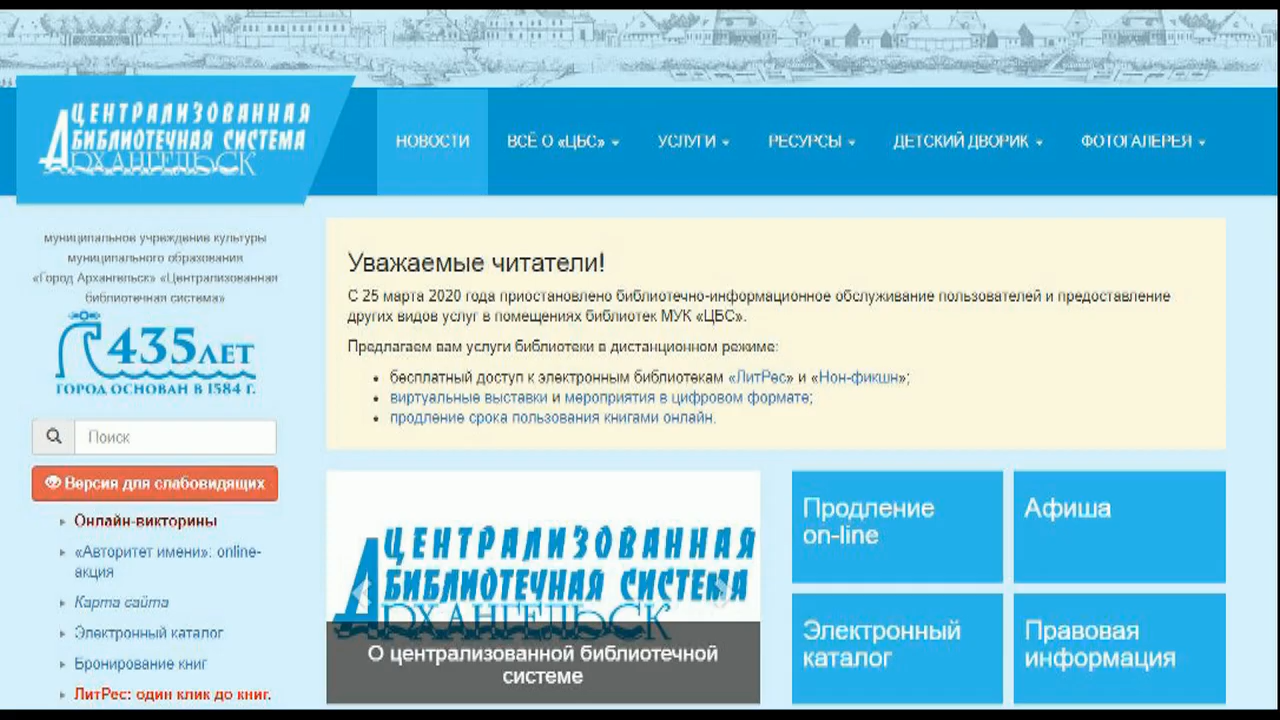 ЦЕНТРАЛИЗОВАННАЯ
БИБЛИОТЕЧНАЯ СИСТЕМА
АРХАНГЕЛЬСК
НОВОСТИ
ВСЁ О «ЦБС»
УСЛУГИ
РЕСУРСЫ
ДЕТСКИЙ ДВОРИК
ФОТОГАЛЕРЕЯ
муниципальное учреждение культуры
муниципального образования
«Город Архангельск» «Централизованная
библиотечная система»
435 ЛЕТ
ГОРОД ОСНОВАН В 1584 Г.
Поиск
Версия для слабовидящих
Онлайн-викторины
«Авторитет имени»: online-
акция
Карта сайта
Электронный каталог
Бронирование книг
ЛитРес: один клик до книг.
Уважаемые читатели!
С 25 марта 2020 года приостановлено библиотечно-информационное обслуживание пользователей и предоставление
других видов услуг в помещениях библиотек МУК «ЦБС».
Предлагаем вам услуги библиотеки в дистанционном режиме:
бесплатный доступ к электронным библиотекам «ЛитРес» и «Нон-фикшн»;
виртуальные выставки и мероприятия в цифровом формате;
продление срока пользования книгами онлайн.
ЦЕНТРАЛИЗОВАННАЯ
БИБЛИОТЕЧНАЯ СИСТЕМА
АРХАНГЕЛЬСК
О централизованной библиотечной
системе
Продление
on-line
Афиша
Электронный
каталог
Правовая
информация